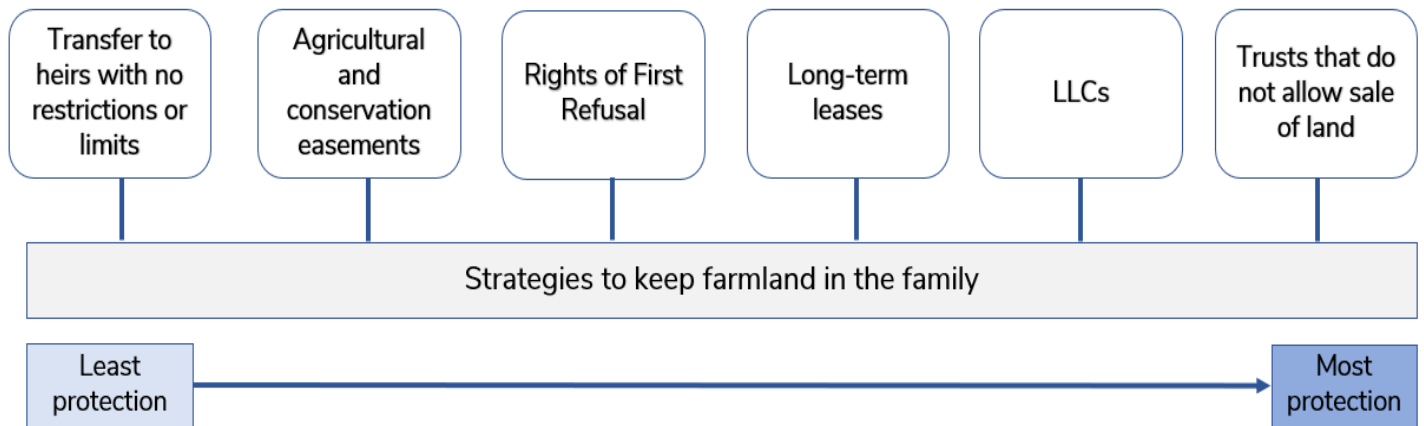 Transfer to
heirs with no
restrictions or
limits
Agricultural
and
conservation
easements
Rights of First
Refusal
Long-term
leases
LLCs
Trusts that do
not allow sale
of land
Strategies to keep farmland in the family
Least
protection
Most
protection